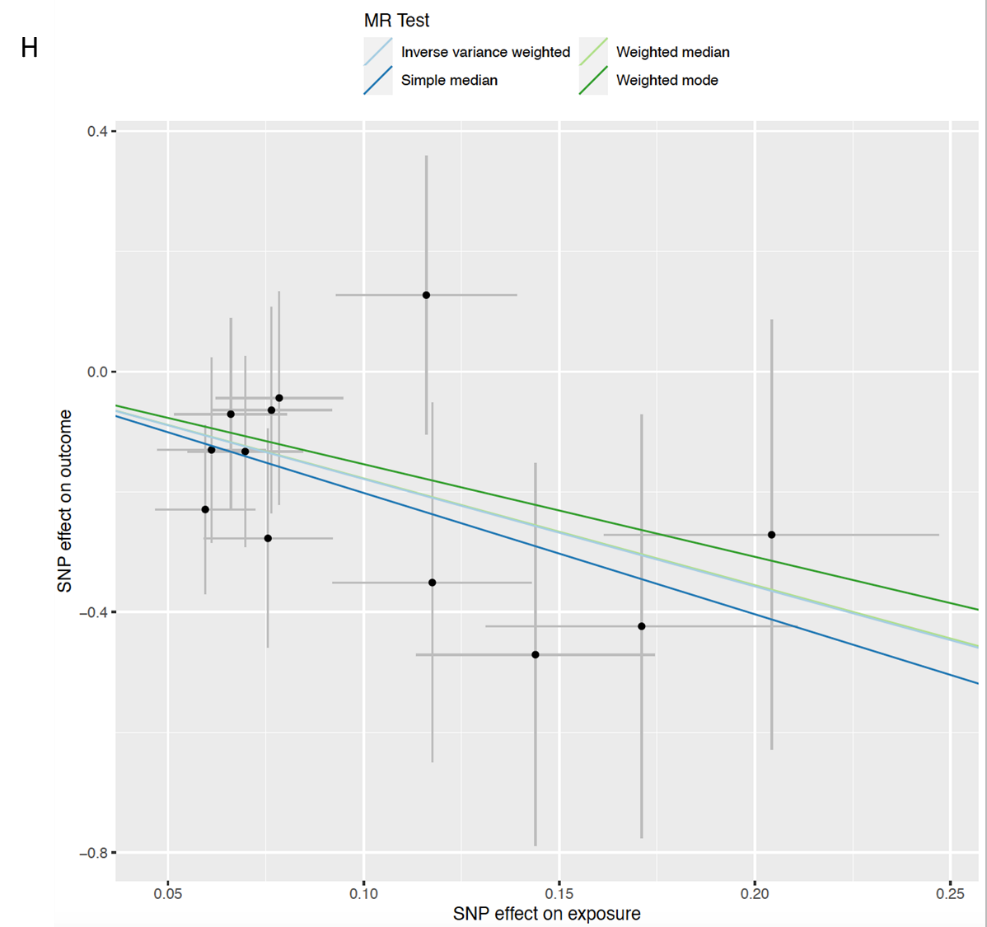 H
MR Test
Inverse variance weighted
Weighted median
Simple median
Weighted mode
0.4
0.0
−0.4
−0.8
SNP effect on outcome
0.05
0.10
0.15
0.20
0.25
SNP effect on exposure